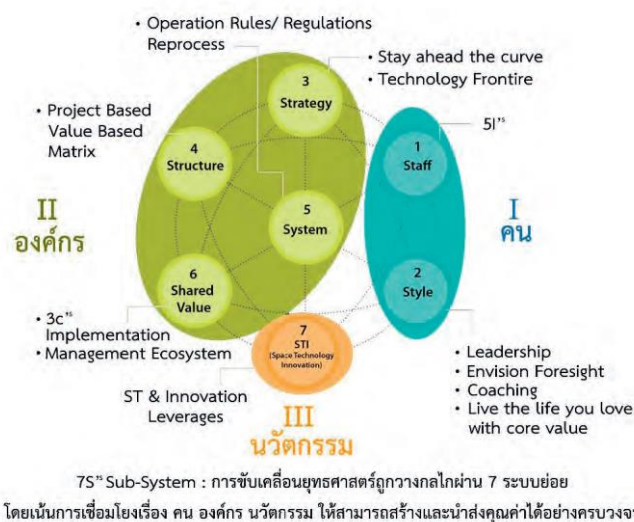 • Operation Rules/ Regulations
Reprocess
• Stay ahead the curve
• Technology Frontire
3
Strategy
• Project Based
Value Based
Matrix
5I's
4
Structure
1
Staff
II
องค์กร
5
System
I
คน
6
Shared
Value
2
Style
• 3c's
Implementation
• Management Ecosystem
7
STI
(Space Technology
Innovation)
• Leadership
• Envision Foresight
• Coaching
• Live the life you love
with core value
ST & Innovation
Leverages
III
นวัตกรรม
7S's Sub-System : การขับเคลื่อนยุทธศาสตร์ถูกวางกลไกผ่าน 7 ระบบย่อย
โดยเน้นการเชื่อมโยงเรื่อง คน องค์กร นวัตกรรม ให้สามารถสร้างและนำส่งคุณค่าได้อย่างครบวงจร